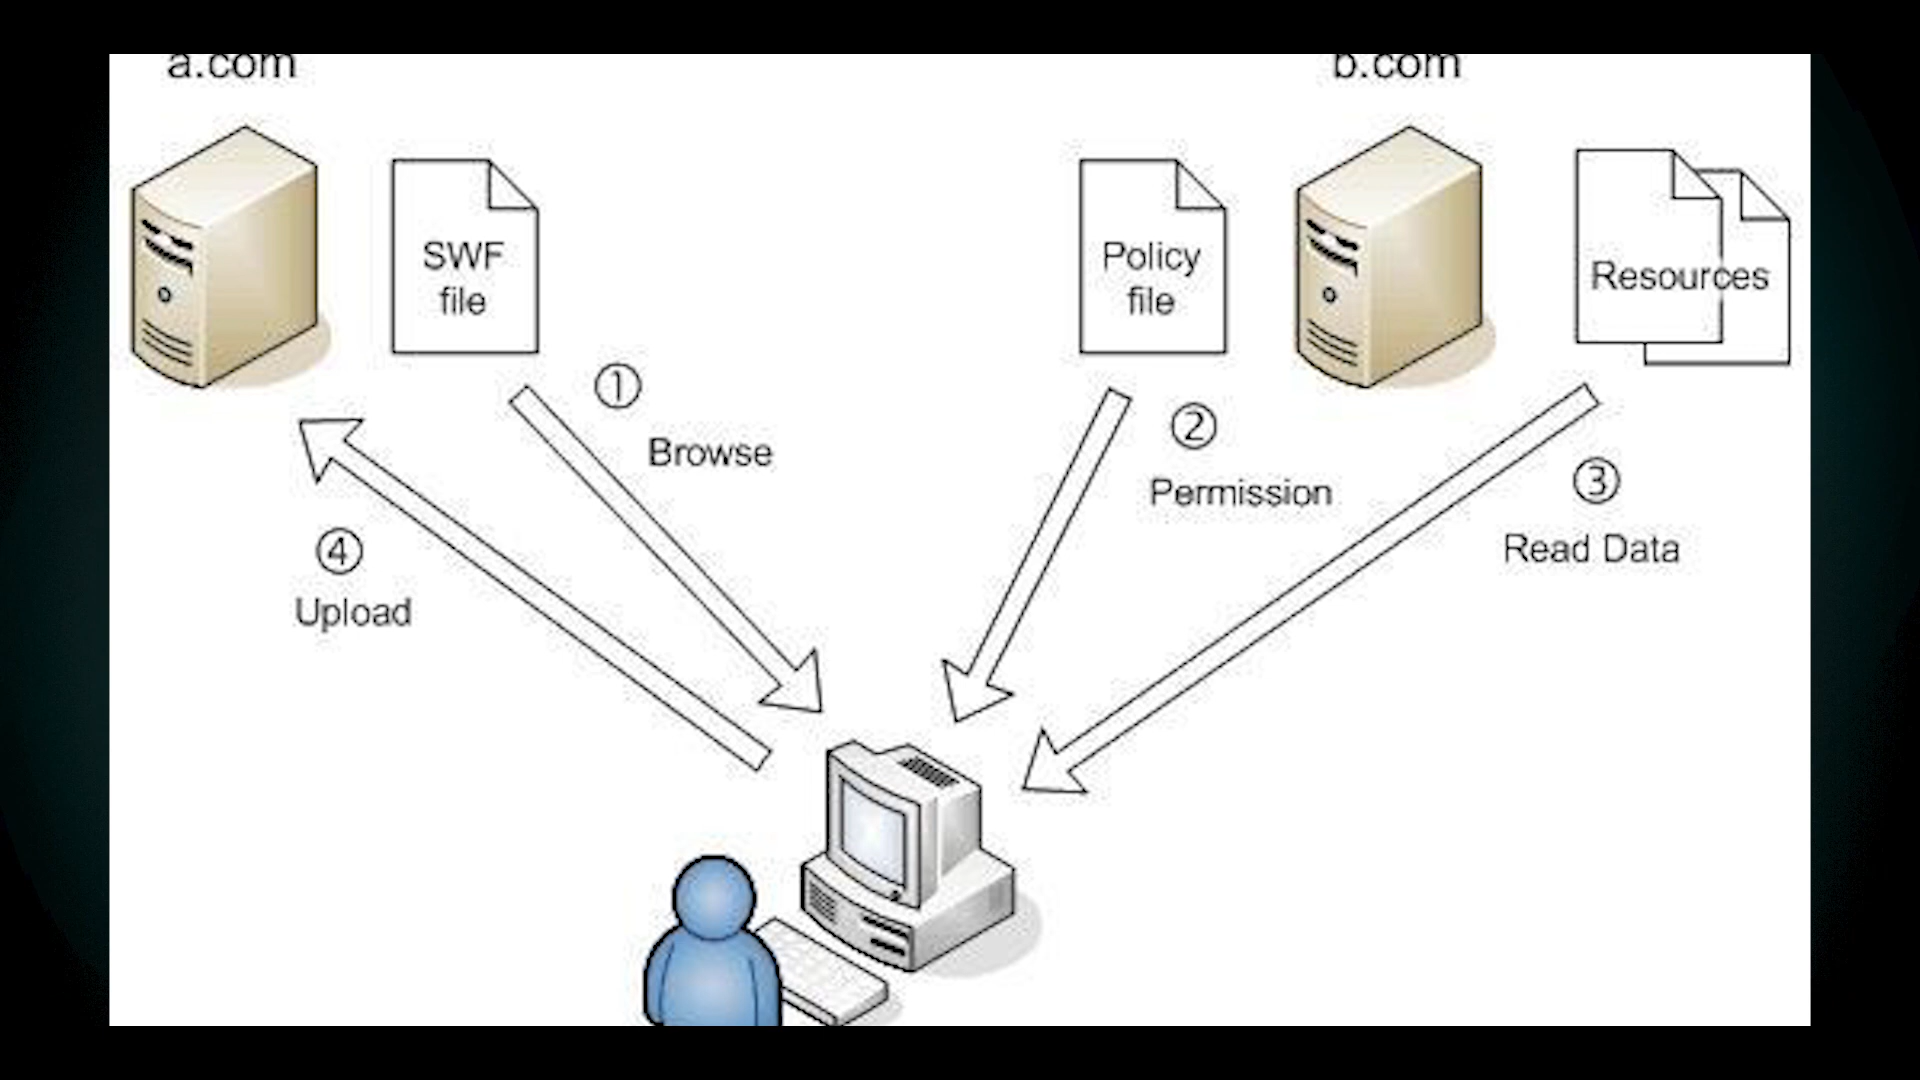 a.com
b.com
SWF
file
Policy
file
Resources
①
Browse
②
Permission
③
Read Data
④
Upload